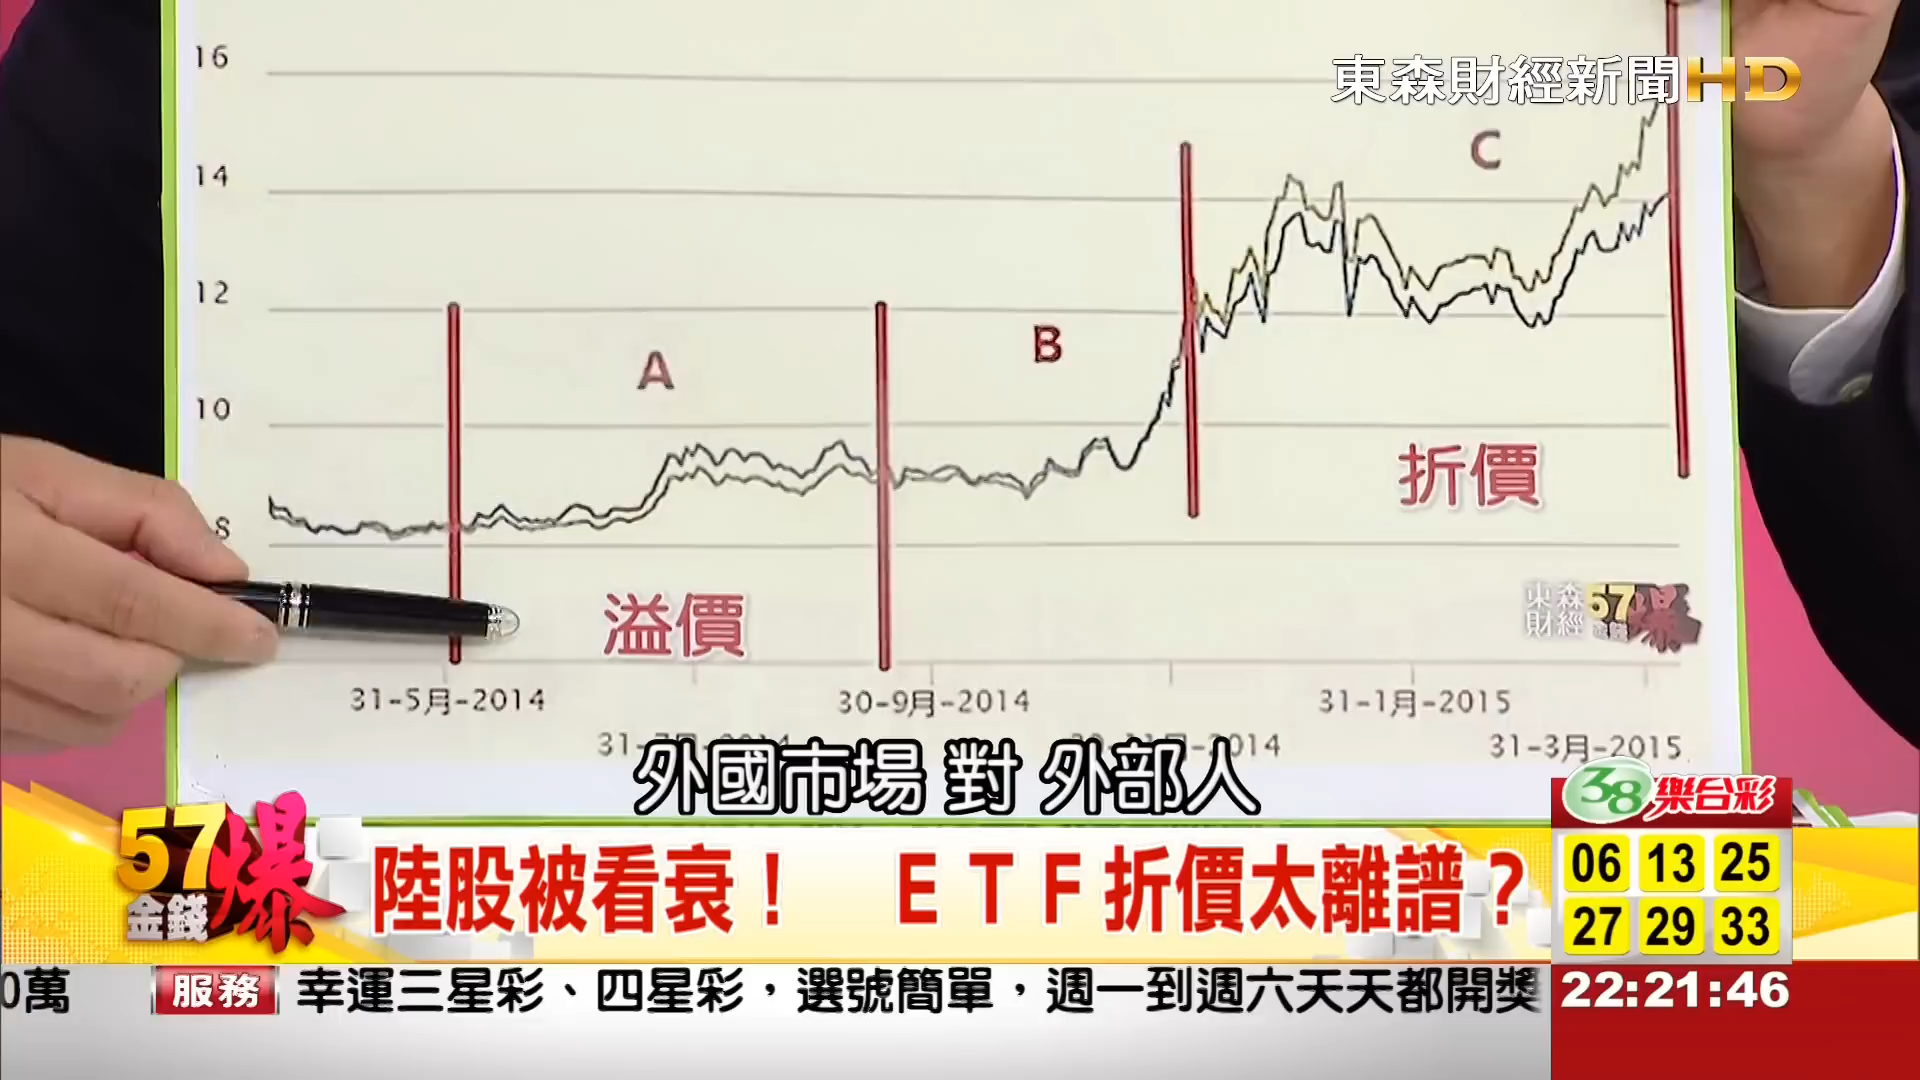 16
東森財經新聞HD
C
14
12
B
A
10
折價
8
東森財經
57金錢爆
溢價
31-5月-2014
30-9月-2014
31-1月-2015
2014
31-3月-2015
外國市場 對 外部人
38樂合彩
57金錢爆
陸股被看衰! ETF折價太離譜?
06 13 25
27 29 33
0萬
服務
幸運三星彩、四星彩,選號簡單,週一到週六天天都開獎
22:21:46